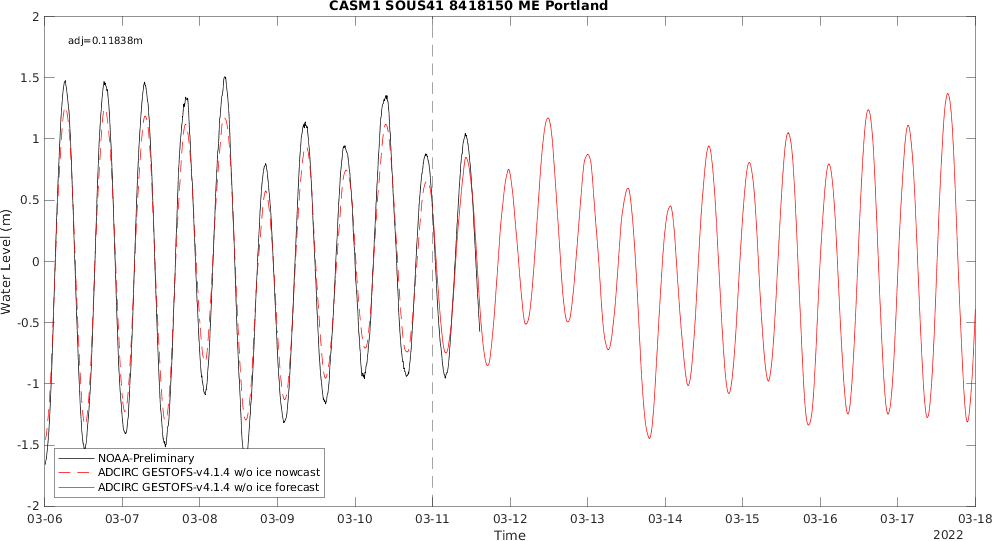 CASM1 SOUS41 8418150 ME Portland
adj=0.11838m
2
1.5
1
0.5
0
-0.5
-1
-1.5
-2
Water Level (m)
NOAA-Preliminary
ADCIRC GESTOFS-v4.1.4 w/o ice nowcast
ADCIRC GESTOFS-v4.1.4 w/o ice forecast
03-06 03-07 03-08 03-09 03-10 03-11 03-12 03-13 03-14 03-15 03-16 03-17 03-18
Time
2022